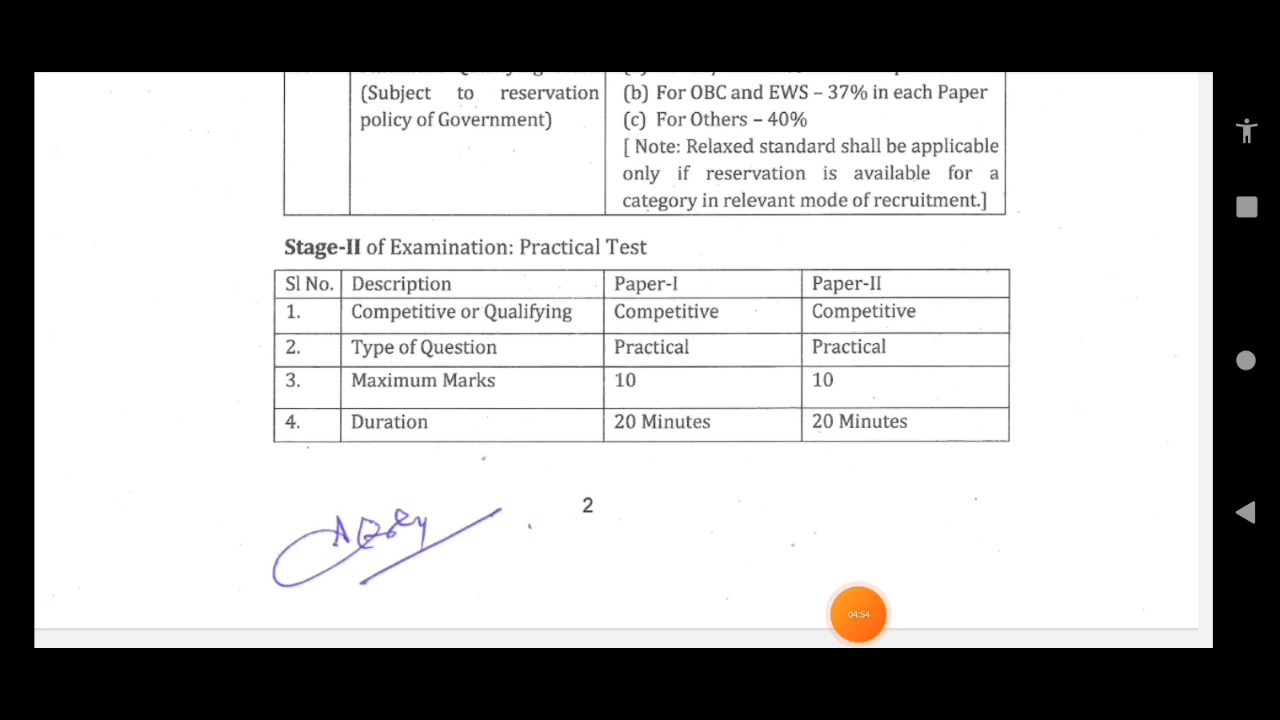 (Subject to reservation
policy of Government)
(b) For OBC and EWS – 37% in each Paper
(c) For Others – 40%
[ Note: Relaxed standard shall be applicable
only if reservation is available for a
category in relevant mode of recruitment.]
Stage-II of Examination: Practical Test
Sl No. Description Paper-I Paper-II
1. Competitive or Qualifying Competitive Competitive
2. Type of Question Practical Practical
3. Maximum Marks 10 10
4. Duration 20 Minutes 20 Minutes
2
04:54